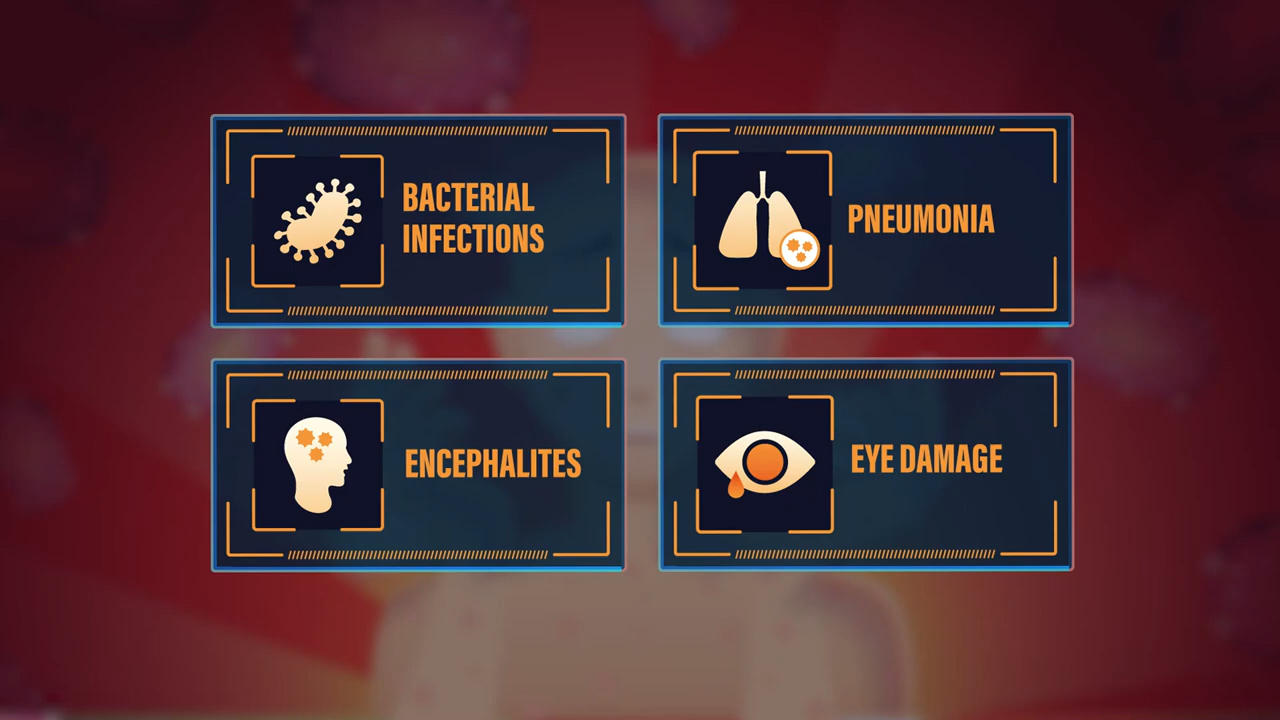 BACTERIAL
INFECTIONS
PNEUMONIA
ENCEPHALITES
EYE DAMAGE